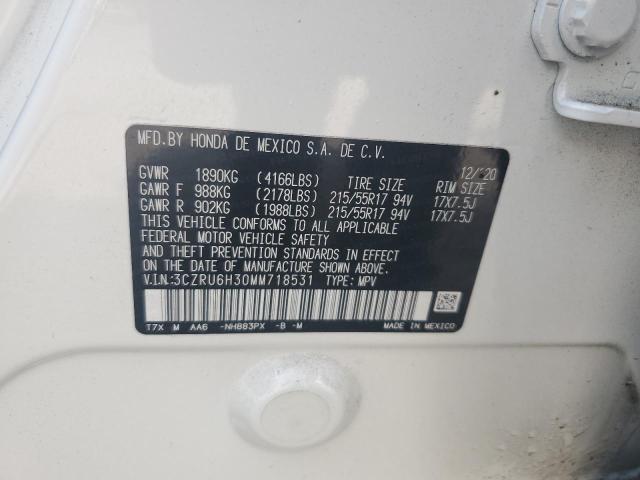 MFD.BY HONDA DE MEXICO S.A. DE C.V.
12/20
GVWR 1890KG (4166LBS) TIRE SIZE RIM SIZE
GAWR F 988KG (2178LBS) 215/55R17 94V 17X7.5J
GAWR R 902KG (1988LBS) 215/55R17 94V 17X7.5J
THIS VEHICLE CONFORMS TO ALL APPLICABLE
FEDERAL MOTOR VEHICLE SAFETY
AND THEFT PREVENTION STANDARDS IN EFFECT
ON THE DATE OF MANUFACTURE SHOWN ABOVE.
V.I.N.:3CZRU6H30MM718531 TYPE: MPV
T7X M AA6 -NH883PX -B -M MADE IN MEXICO